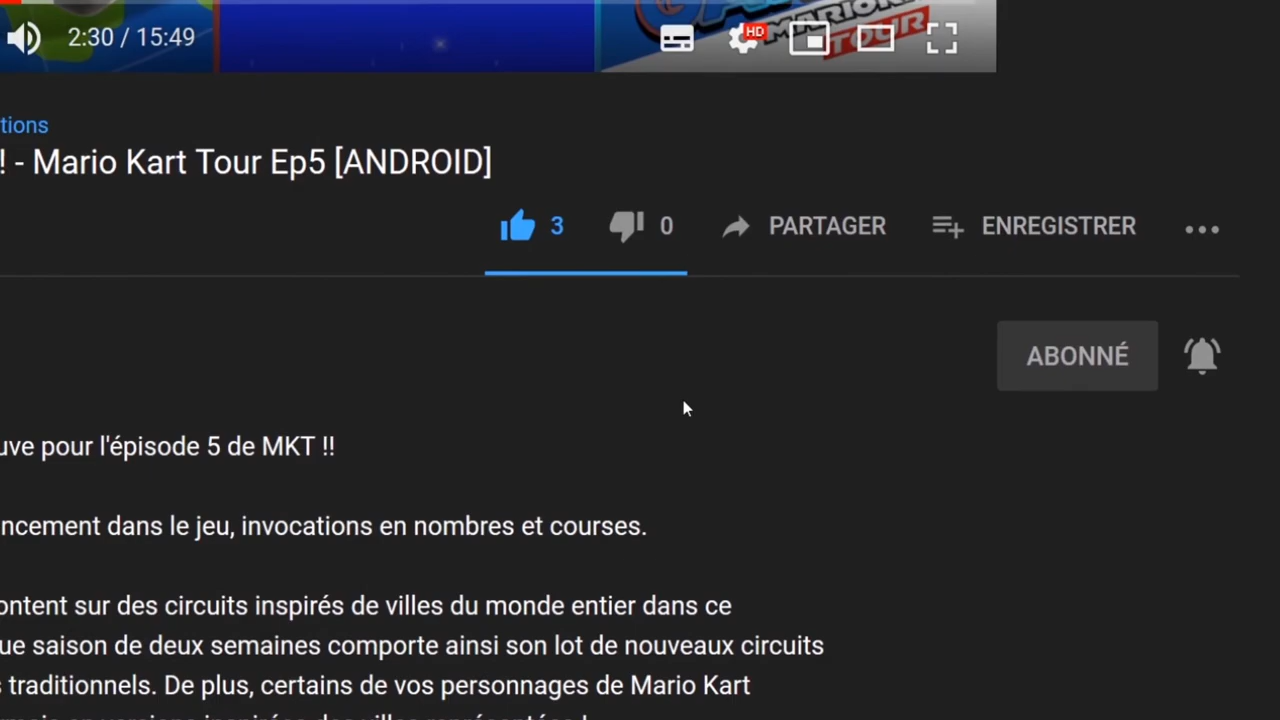 2:30 / 15:49
HD
MARIO
TOUR
tions
! - Mario Kart Tour Ep5 [ANDROID]
3 0 PARTAGER ENREGISTRER
ABONNÉ
uve pour l'épisode 5 de MKT !!
ncement dans le jeu, invocations en nombres et courses.
ontent sur des circuits inspirés de villes du monde entier dans ce
ue saison de deux semaines comporte ainsi son lot de nouveaux circuits
s traditionnels. De plus, certains de vos personnages de Mario Kart